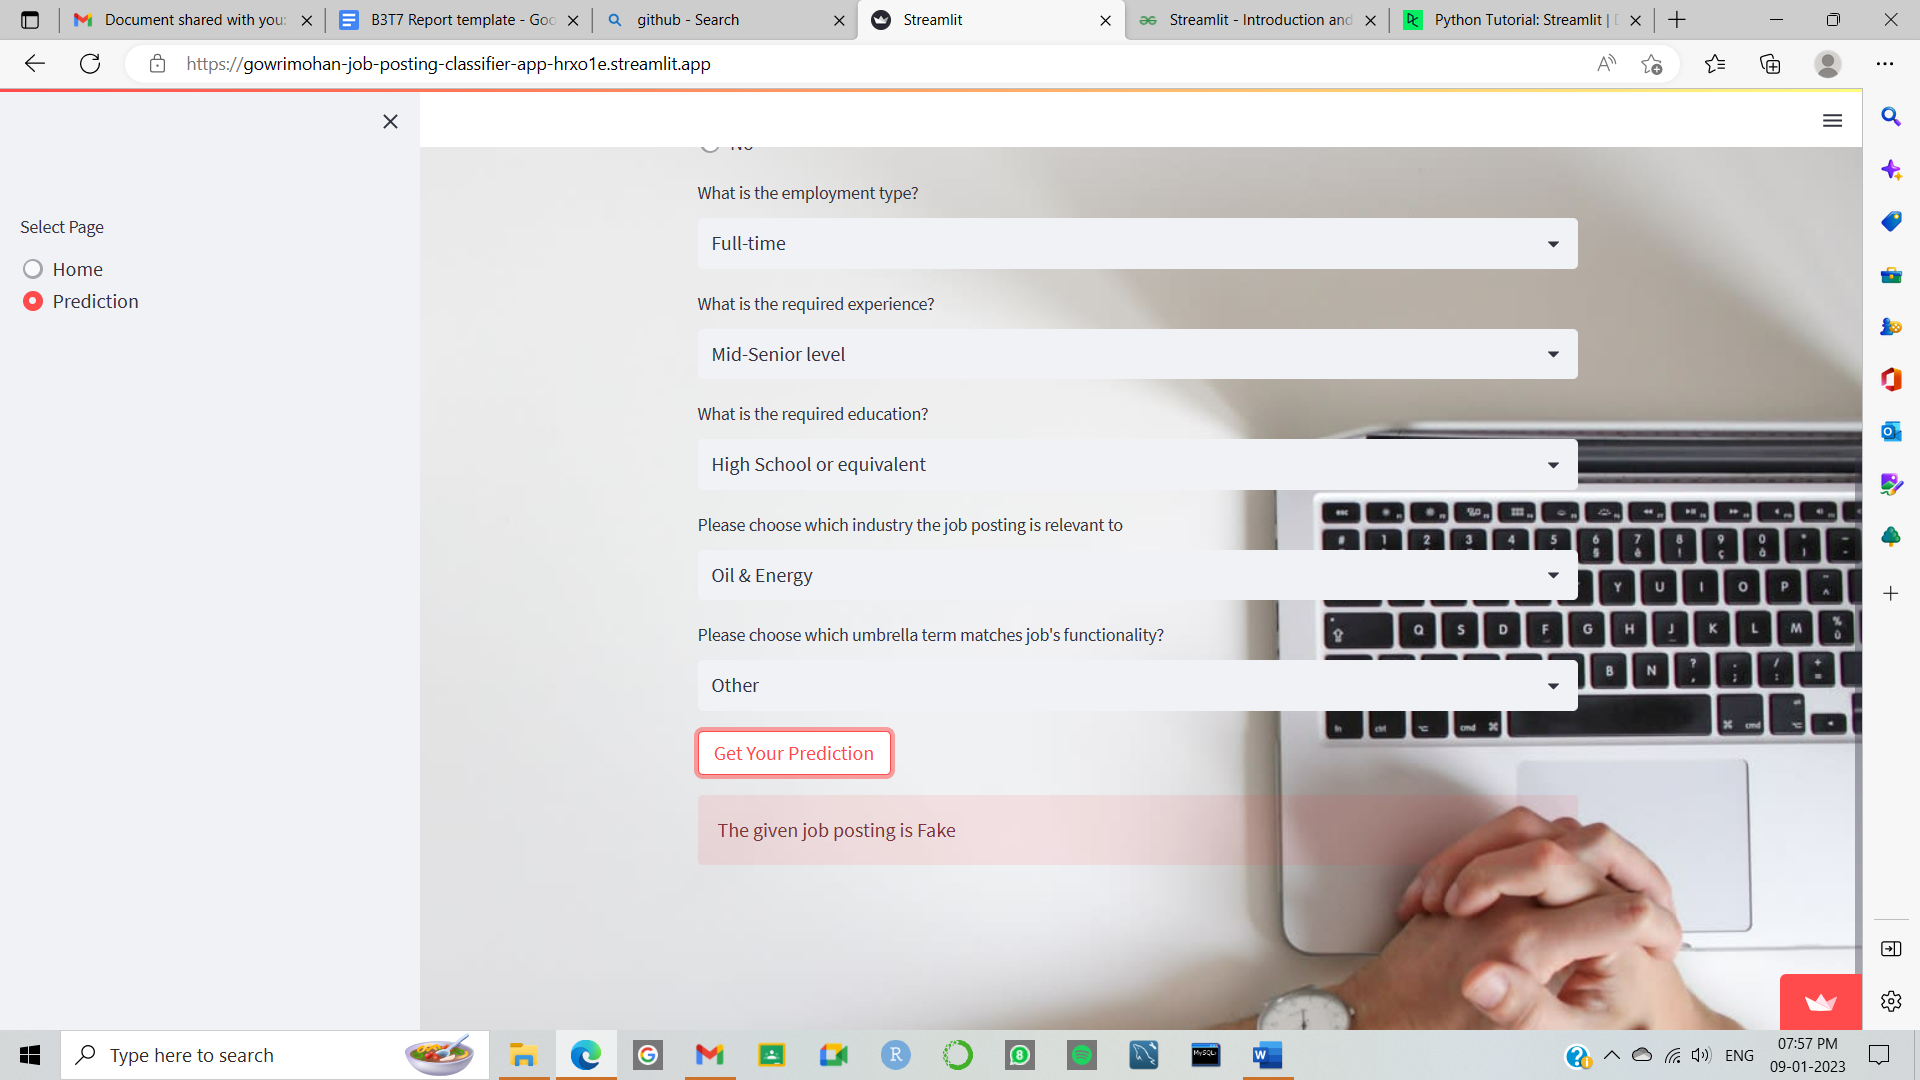 Document shared with you:
B3T7 Report template - Goo
github - Search
Streamlit
Streamlit - Introduction and
Python Tutorial: Streamlit |
https://gowrimohan-job-posting-classifier-app-hrxo1e.streamlit.app
Select Page
Home
Prediction
No
What is the employment type?
Full-time
What is the required experience?
Mid-Senior level
What is the required education?
High School or equivalent
Please choose which industry the job posting is relevant to
Oil & Energy
Please choose which umbrella term matches job's functionality?
Other
Get Your Prediction
The given job posting is Fake
Type here to search
ENG
07:57 PM
09-01-2023